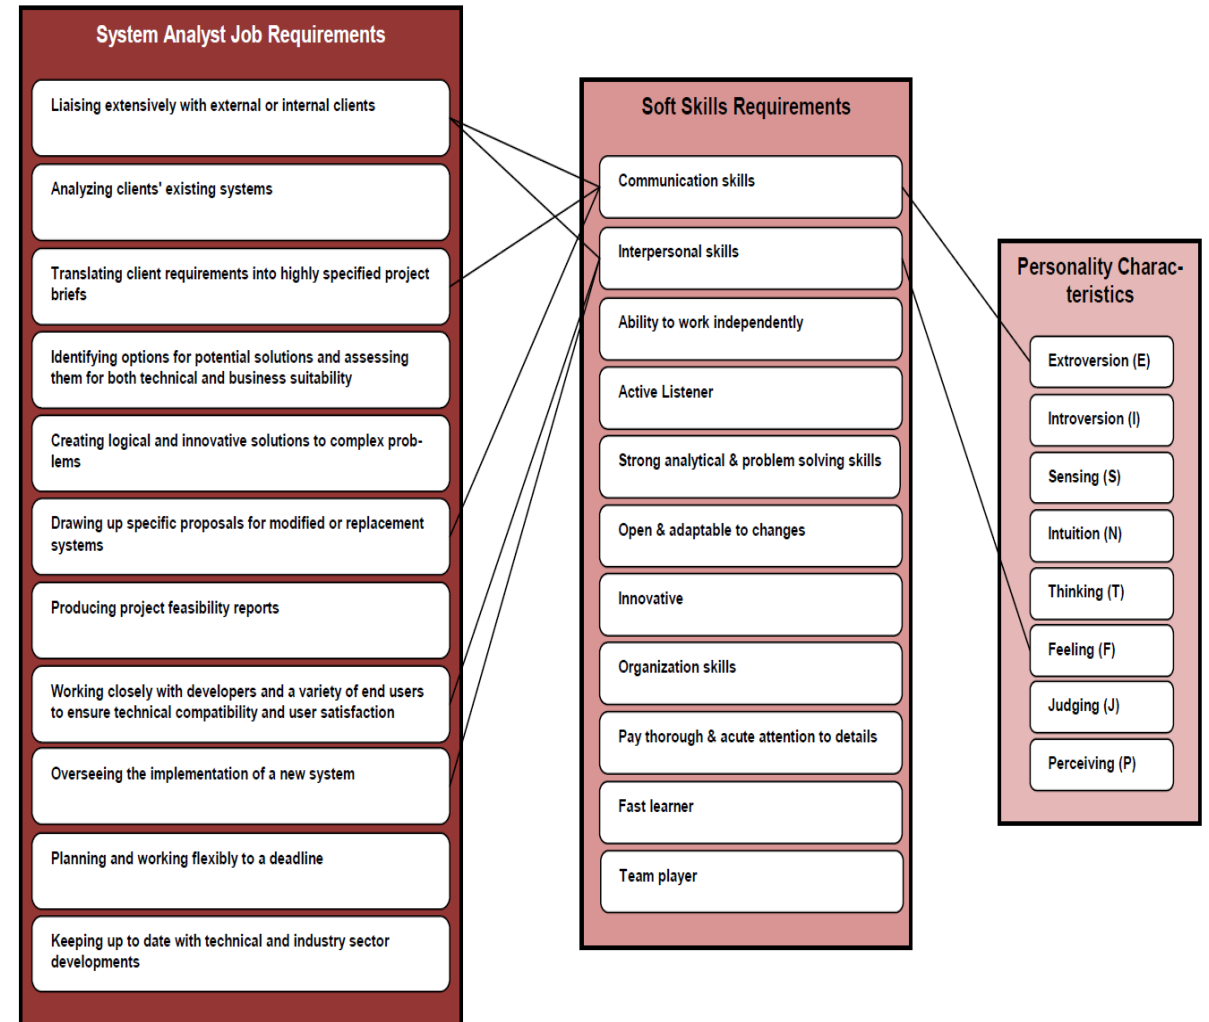 System Analyst Job Requirements
Liaising extensively with external or internal clients
Analyzing clients' existing systems
Translating client requirements into highly specified project
briefs
Identifying options for potential solutions and assessing
them for both technical and business suitability
Creating logical and innovative solutions to complex prob-
lems
Drawing up specific proposals for modified or replacement
systems
Producing project feasibility reports
Working closely with developers and a variety of end users
to ensure technical compatibility and user satisfaction
Overseeing the implementation of a new system
Planning and working flexibly to a deadline
Keeping up to date with technical and industry sector
developments
Soft Skills Requirements
Communication skills
Interpersonal skills
Ability to work independently
Active Listener
Strong analytical & problem solving skills
Open & adaptable to changes
Innovative
Organization skills
Pay thorough & acute attention to details
Fast learner
Team player
Personality Charac-
teristics
Extroversion (E)
Introversion (I)
Sensing (S)
Intuition (N)
Thinking (T)
Feeling (F)
Judging (J)
Perceiving (P)